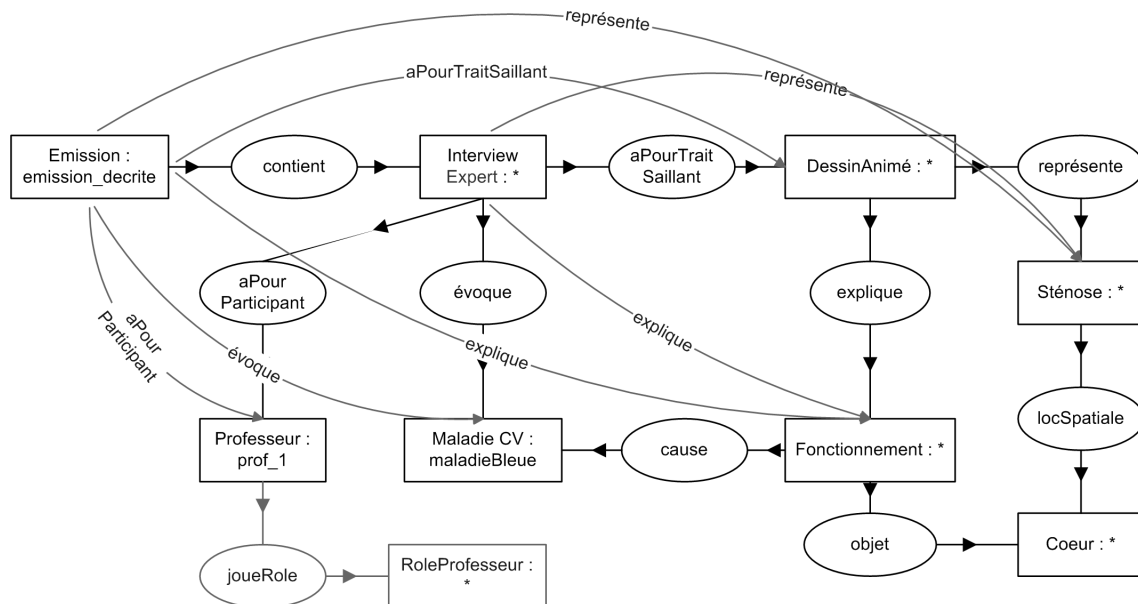 représente
aPourTraitSaillant
représente
Emission :
emission_decrite
contient
Interview
Expert : *
aPourTrait
Saillant
DessinAnimé : *
représente
aPour
Participant
évoque
explique
Sténose : *
aPour
Participant
évoque
explique
explique
locSpatiale
Professeur :
prof_1
Maladie CV :
maladieBleue
cause
Fonctionnement : *
joueRole
RoleProfesseur :
*
objet
Coeur : *